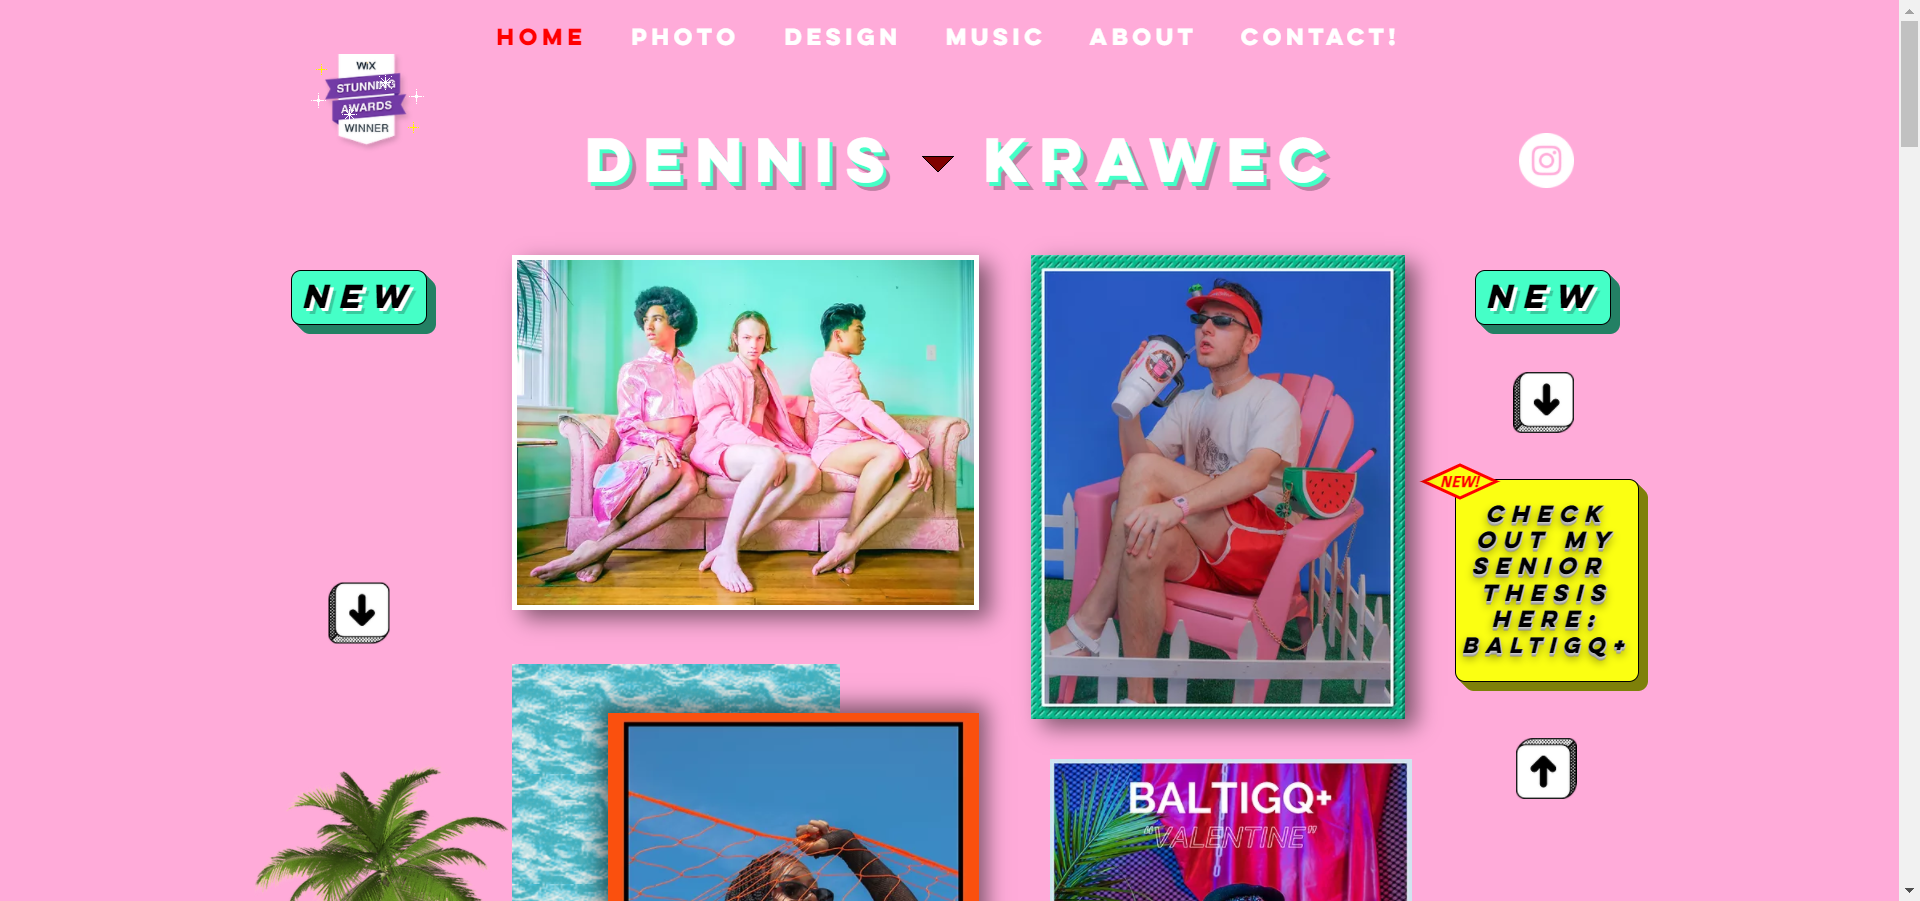 HOME PHOTO DESIGN MUSIC ABOUT CONTACT!
WiX
STUNNING
AWARDS
WINNER
DENNIS KRAWEC
NEW
NEW
NEW!
CHECK
OUT MY
SENIOR
THESIS
HERE:
BALTIGQ+
BALTIGQ+
"VALENTINE"